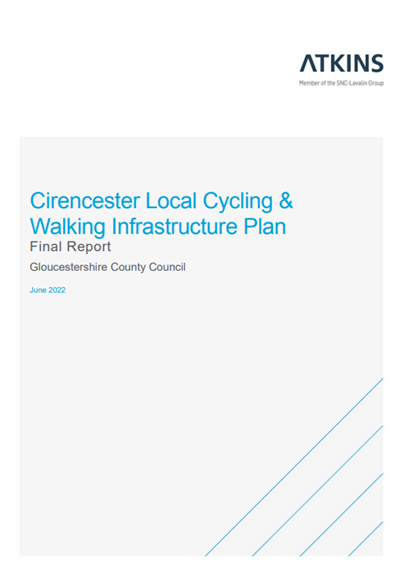 ATKINS
Member of the SNC-Lavalin Group
Cirencester Local Cycling &
Walking Infrastructure Plan
Final Report
Gloucestershire County Council
June 2022